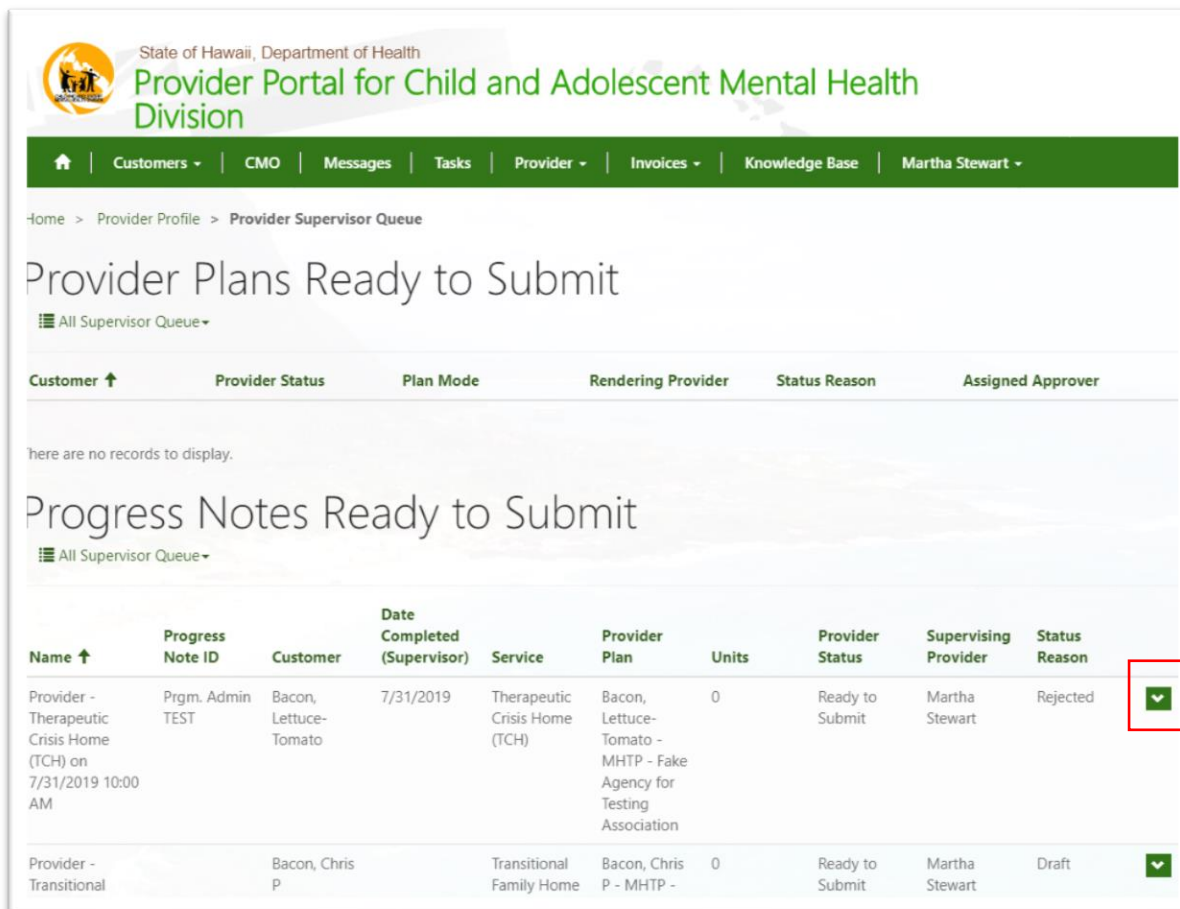 State of Hawaii, Department of Health
Provider Portal for Child and Adolescent Mental Health
Division
Customers CMO Messages Tasks Provider Invoices Knowledge Base Martha Stewart
Home > Provider Profile > Provider Supervisor Queue
Provider Plans Ready to Submit
All Supervisor Queue
Customer Provider Status Plan Mode Rendering Provider Status Reason Assigned Approver
There are no records to display.
Progress Notes Ready to Submit
All Supervisor Queue
Date
Progress Completed Provider Provider Supervising Status
Name Note ID Customer (Supervisor) Service Plan Units Status Provider Reason
Provider - Prgm. Admin Bacon, 7/31/2019 Therapeutic Bacon, 0 Ready to Martha Rejected
Therapeutic TEST Lettuce- Crisis Home Lettuce- Submit Stewart
Crisis Home Tomato (TCH) Tomato -
(TCH) on MHTP - Fake
7/31/2019 10:00 Agency for
AM Testing
Association
Provider - Bacon, Chris Transitional Bacon, Chris 0 Ready to Martha Draft
Transitional P Family Home P - MHTP - Submit Stewart